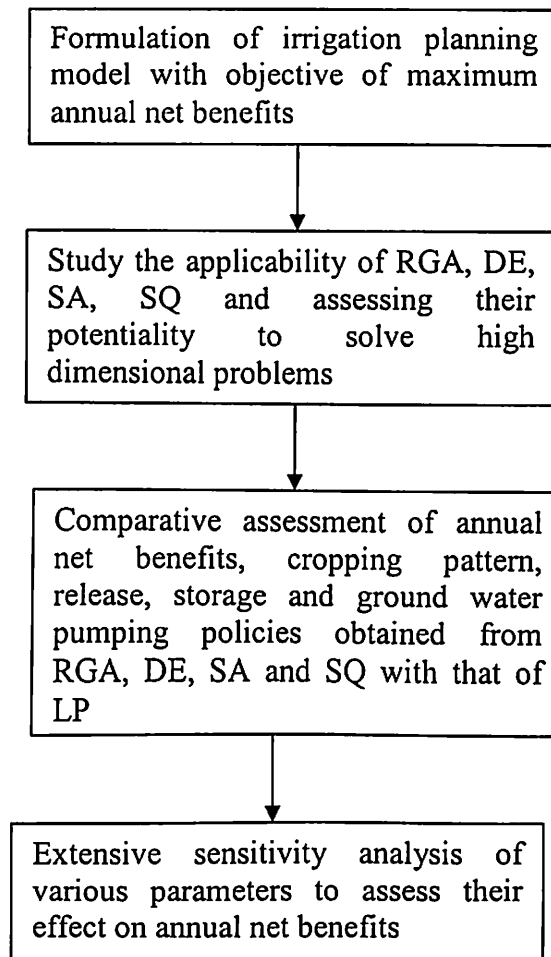 Formulation of irrigation planning
model with objective of maximum
annual net benefits
Study the applicability of RGA, DE,
SA, SQ and assessing their
potentiality to solve high
dimensional problems
Comparative assessment of annual
net benefits, cropping pattern,
release, storage and ground water
pumping policies obtained from
RGA, DE, SA and SQ with that of
LP
Extensive sensitivity analysis of
various parameters to assess their
effect on annual net benefits